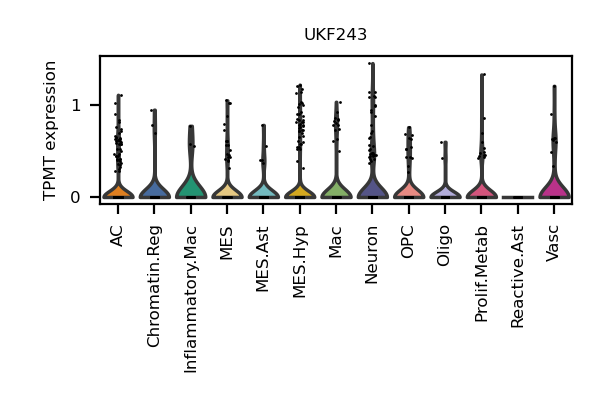 UKF243
TPMT expression
1
0
AC
Chromatin.Reg
Inflammatory.Mac
MES
MES.Ast
MES.Hyp
Mac
Neuron
OPC
Oligo
Prolif.Metab
Reactive.Ast
Vasc